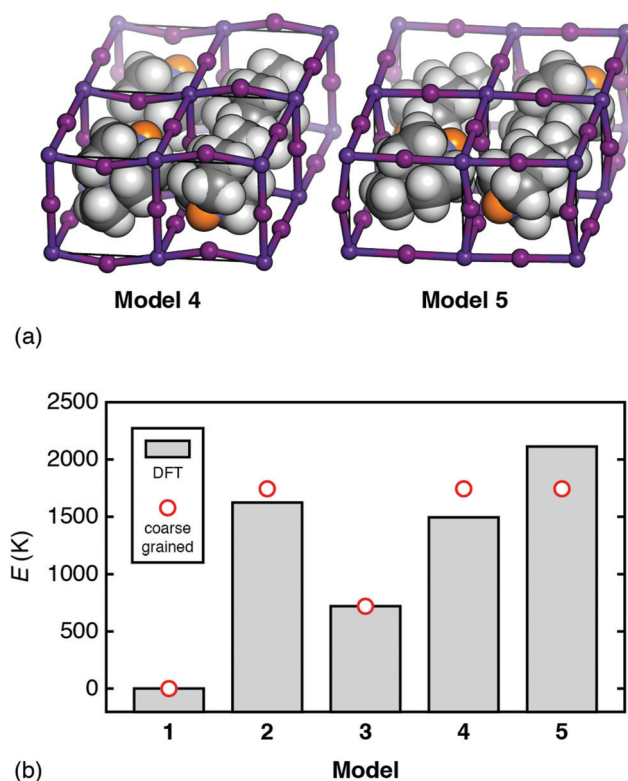 Model 4 Model 5
(a)
2500
2000
1500
1000
500
0
E (K)
DFT
coarse
grained
1 2 3 4 5
Model
(b)